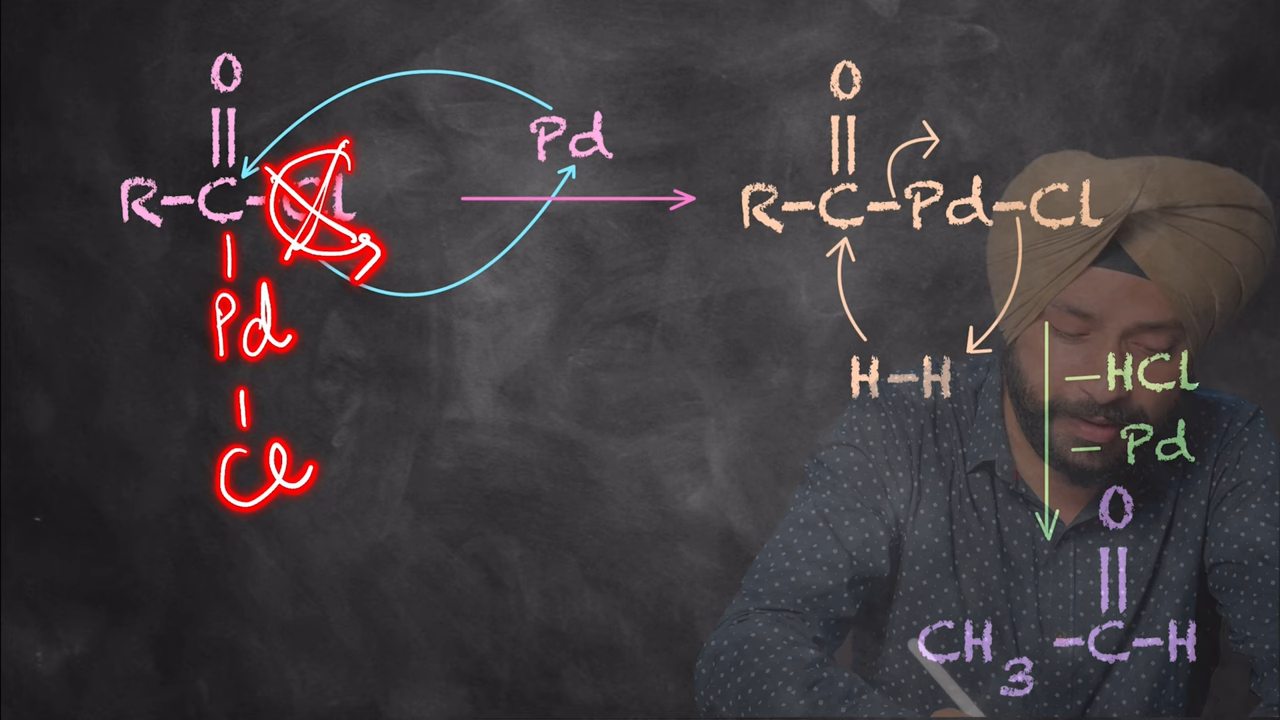 O
||
R-C-Cl
|
Pd
|
Cl
Pd
O
||
R-C-Pd-Cl
H-H
-HCl
- Pd
O
||
CH3 -C-H